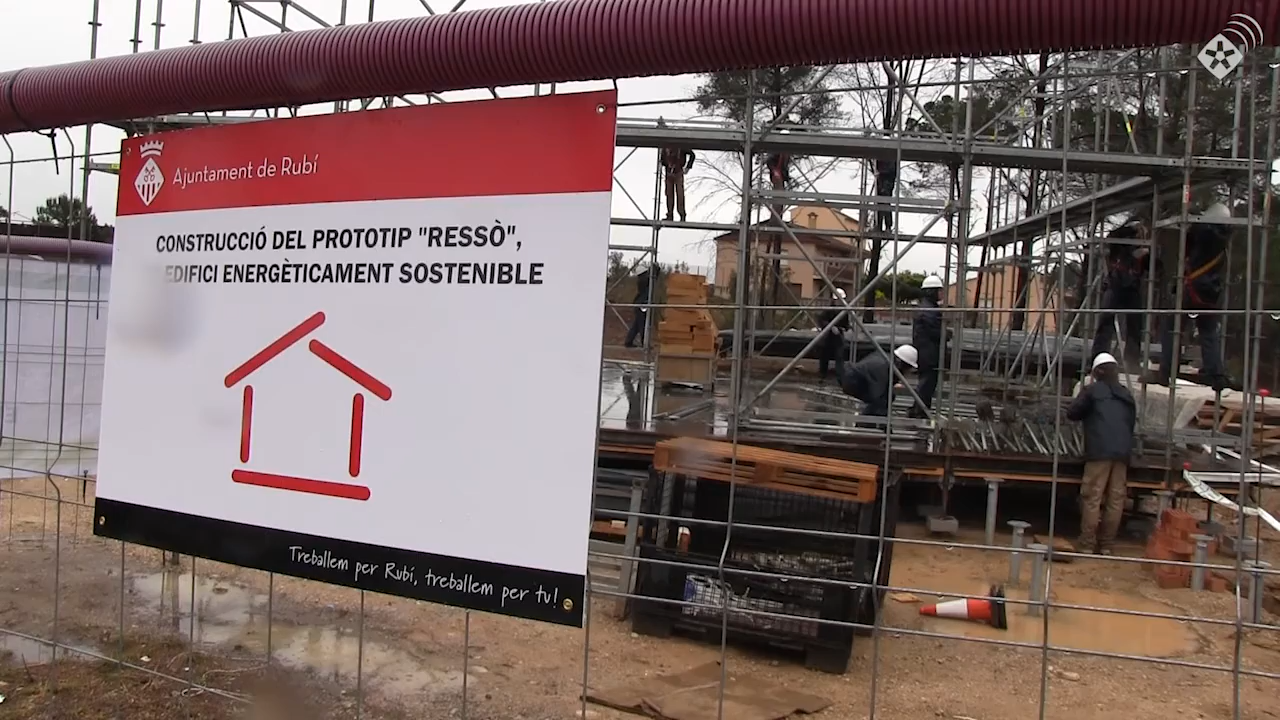 Ajuntament de Rubí
CONSTRUCCIÓ DEL PROTOTIP "RESSÒ",
EDIFICI ENERGÈTICAMENT SOSTENIBLE
Treballem per Rubí, treballem per tu!